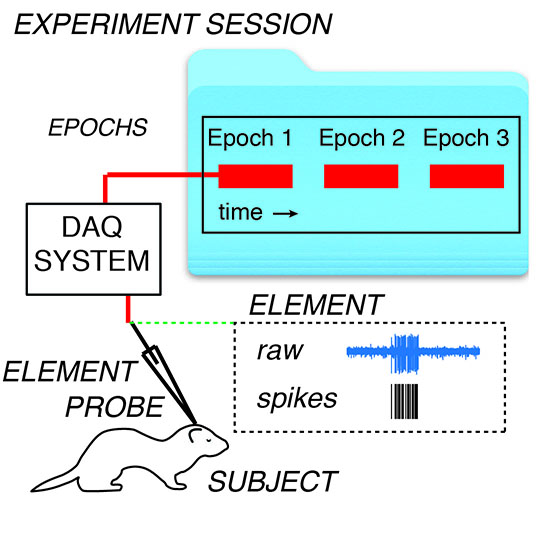 EXPERIMENT SESSION
EPOCHS
Epoch 1 Epoch 2 Epoch 3
time →
DAQ
SYSTEM
ELEMENT
raw
spikes
ELEMENT
PROBE
SUBJECT